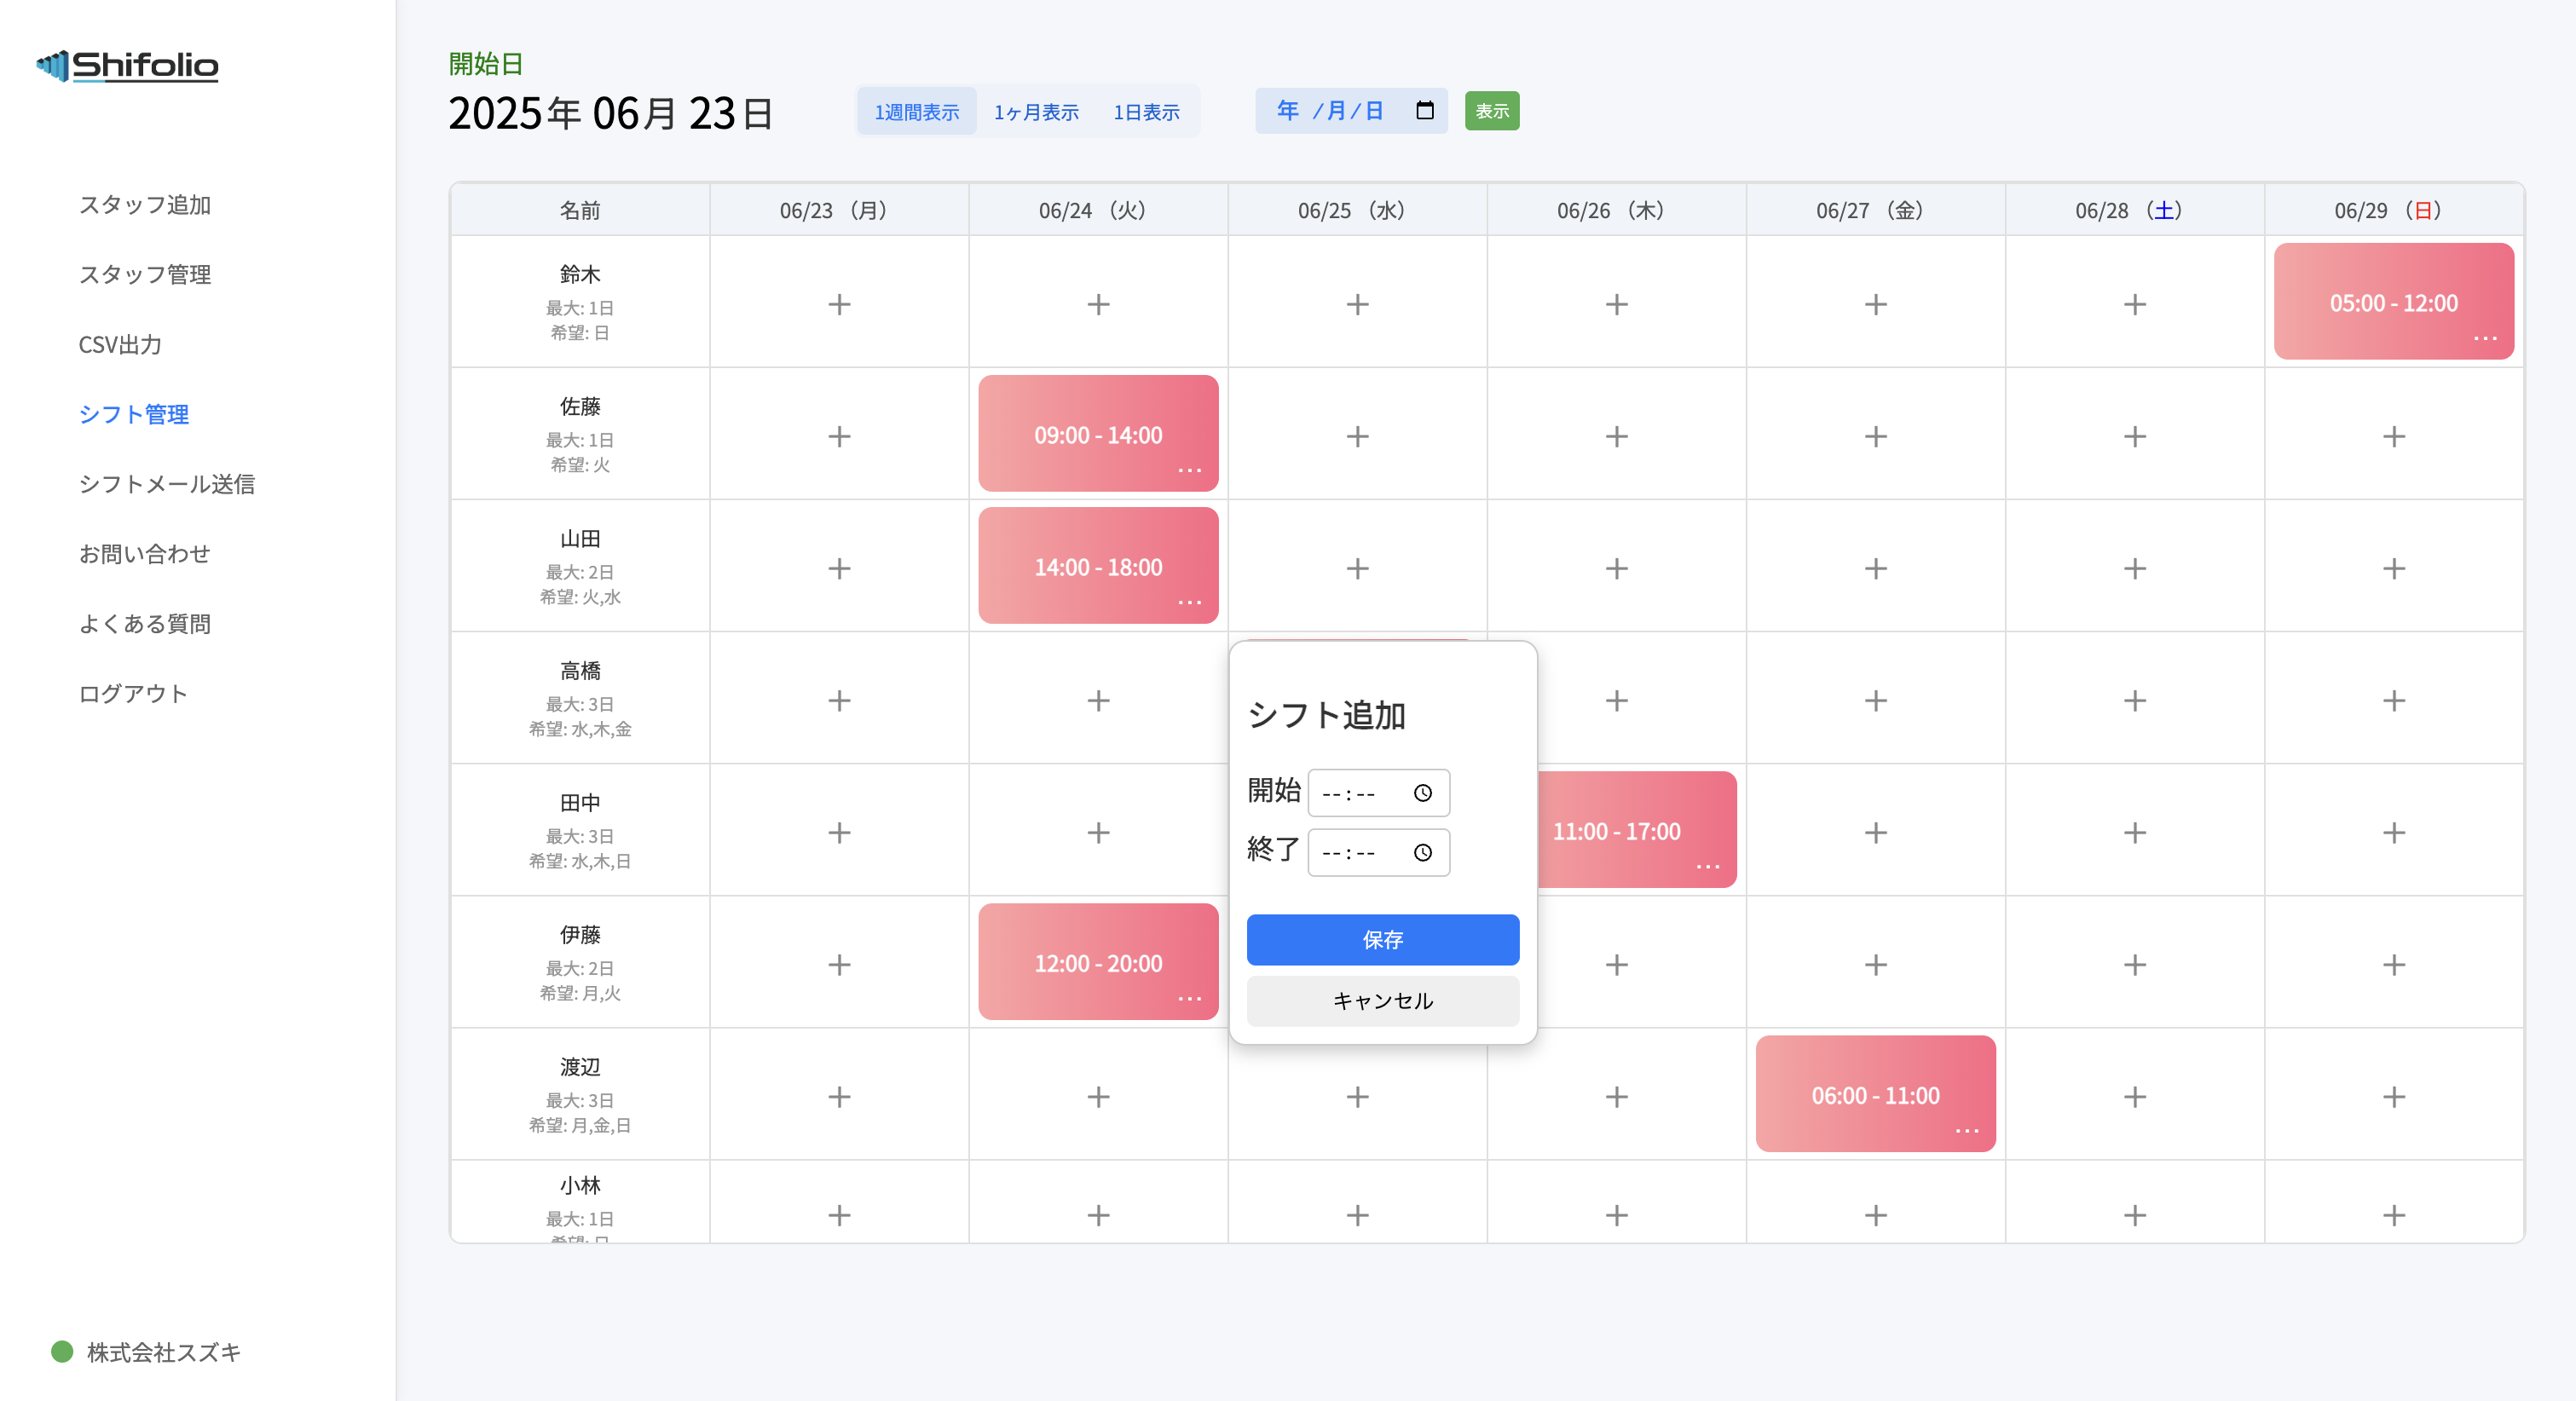 Shifolio
スタッフ追加
スタッフ管理
CSV出力
シフト管理
シフトメール送信
お問い合わせ
よくある質問
ログアウト
株式会社スズキ
開始日
2025年 06月 23日
1週間表示 1ヶ月表示 1日表示 年 /月/日 表示
名前 06/23 （月） 06/24 （火） 06/25 （水） 06/26 （木） 06/27 （金） 06/28 （土） 06/29 （日）
鈴木
最大: 1日
希望: 日
+ + + + + + 05:00 - 12:00 ...
佐藤
最大: 1日
希望: 火
+ 09:00 - 14:00 ... + + + + +
山田
最大: 2日
希望: 火,水
+ 14:00 - 18:00 ... + + + + +
高橋
最大: 3日
希望: 水,木,金
+ + + + + +
田中
最大: 3日
希望: 水,木,日
+ + 11:00 - 17:00 ... + + +
伊藤
最大: 2日
希望: 月,火
+ 12:00 - 20:00 ... + + + +
渡辺
最大: 3日
希望: 月,金,日
+ + + + 06:00 - 11:00 ... + +
小林
最大: 1日
+ + + + + + +
シフト追加
開始 --:--
終了 --:--
保存
キャンセル